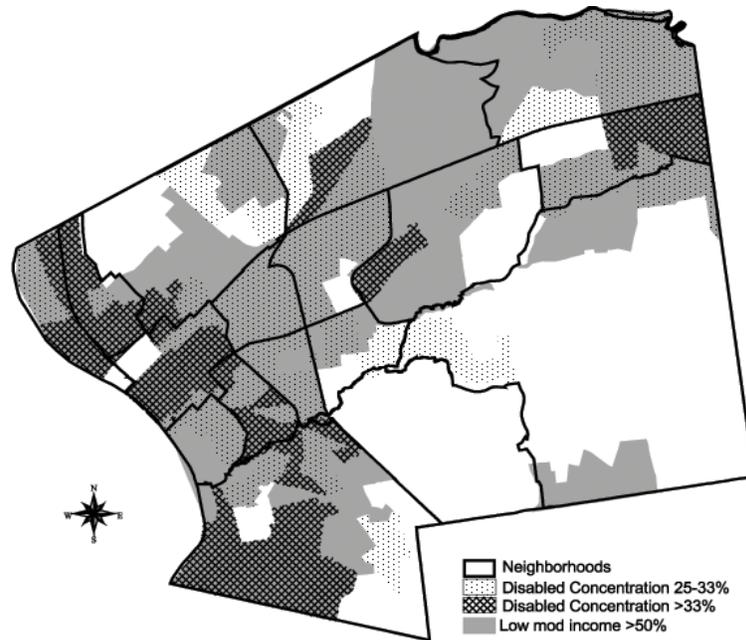 N
W E
S
Neighborhoods
Disabled Concentration 25-33%
Disabled Concentration >33%
Low mod income >50%